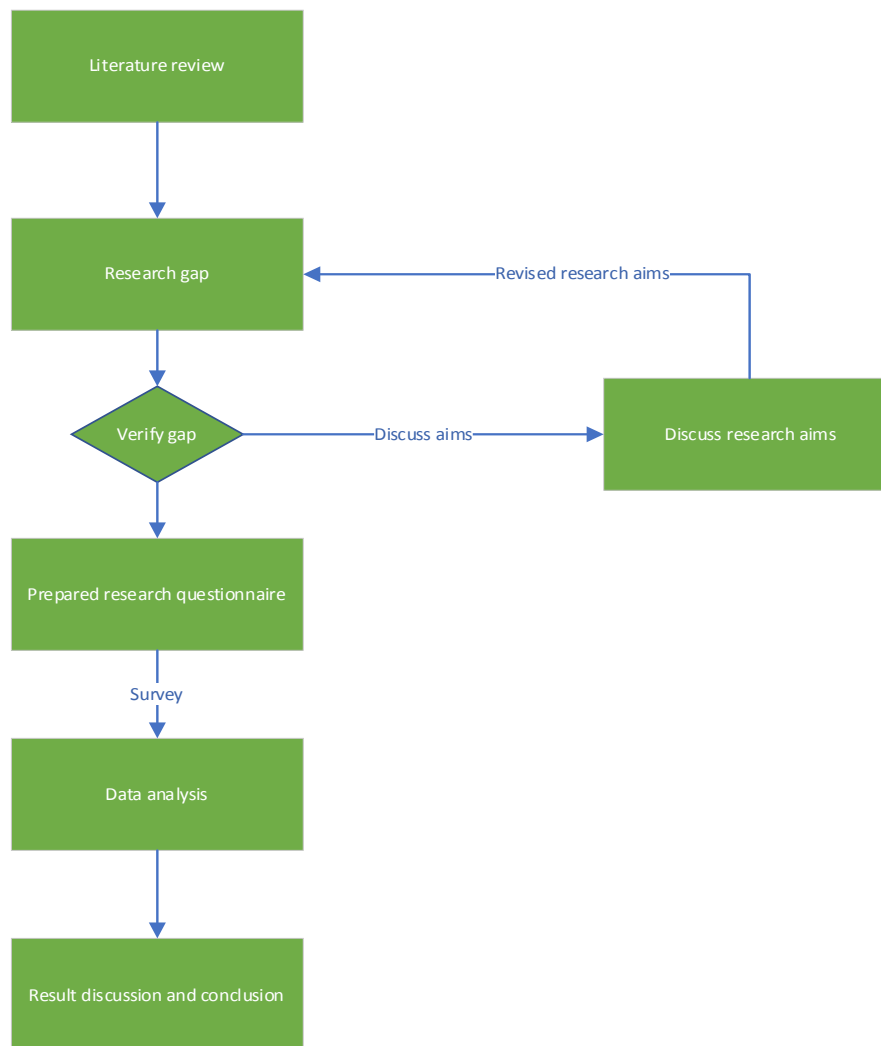 Literature review
Research gap
Revised research aims
Verify gap
Discuss aims
Discuss research aims
Prepared research questionnaire
Survey
Data analysis
Result discussion and conclusion